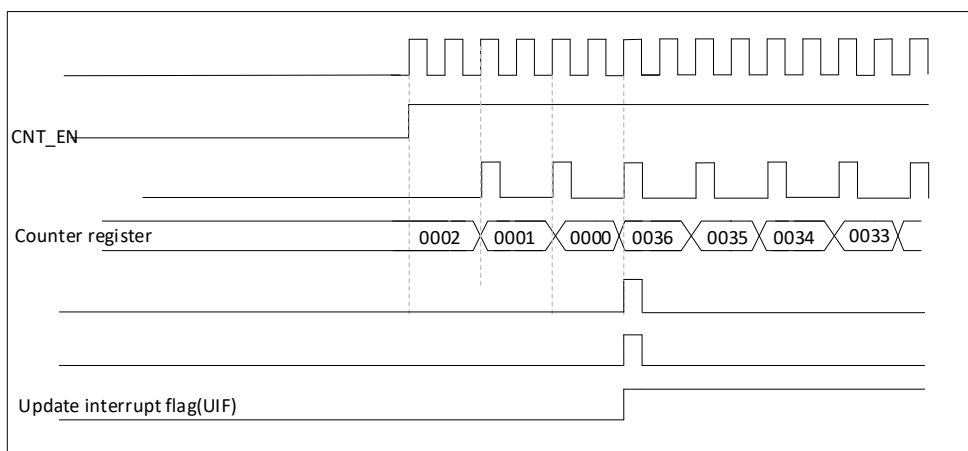 CNT_EN
Counter register 0002 0001 0000 0036 0035 0034 0033
Update interrupt flag(UIF)